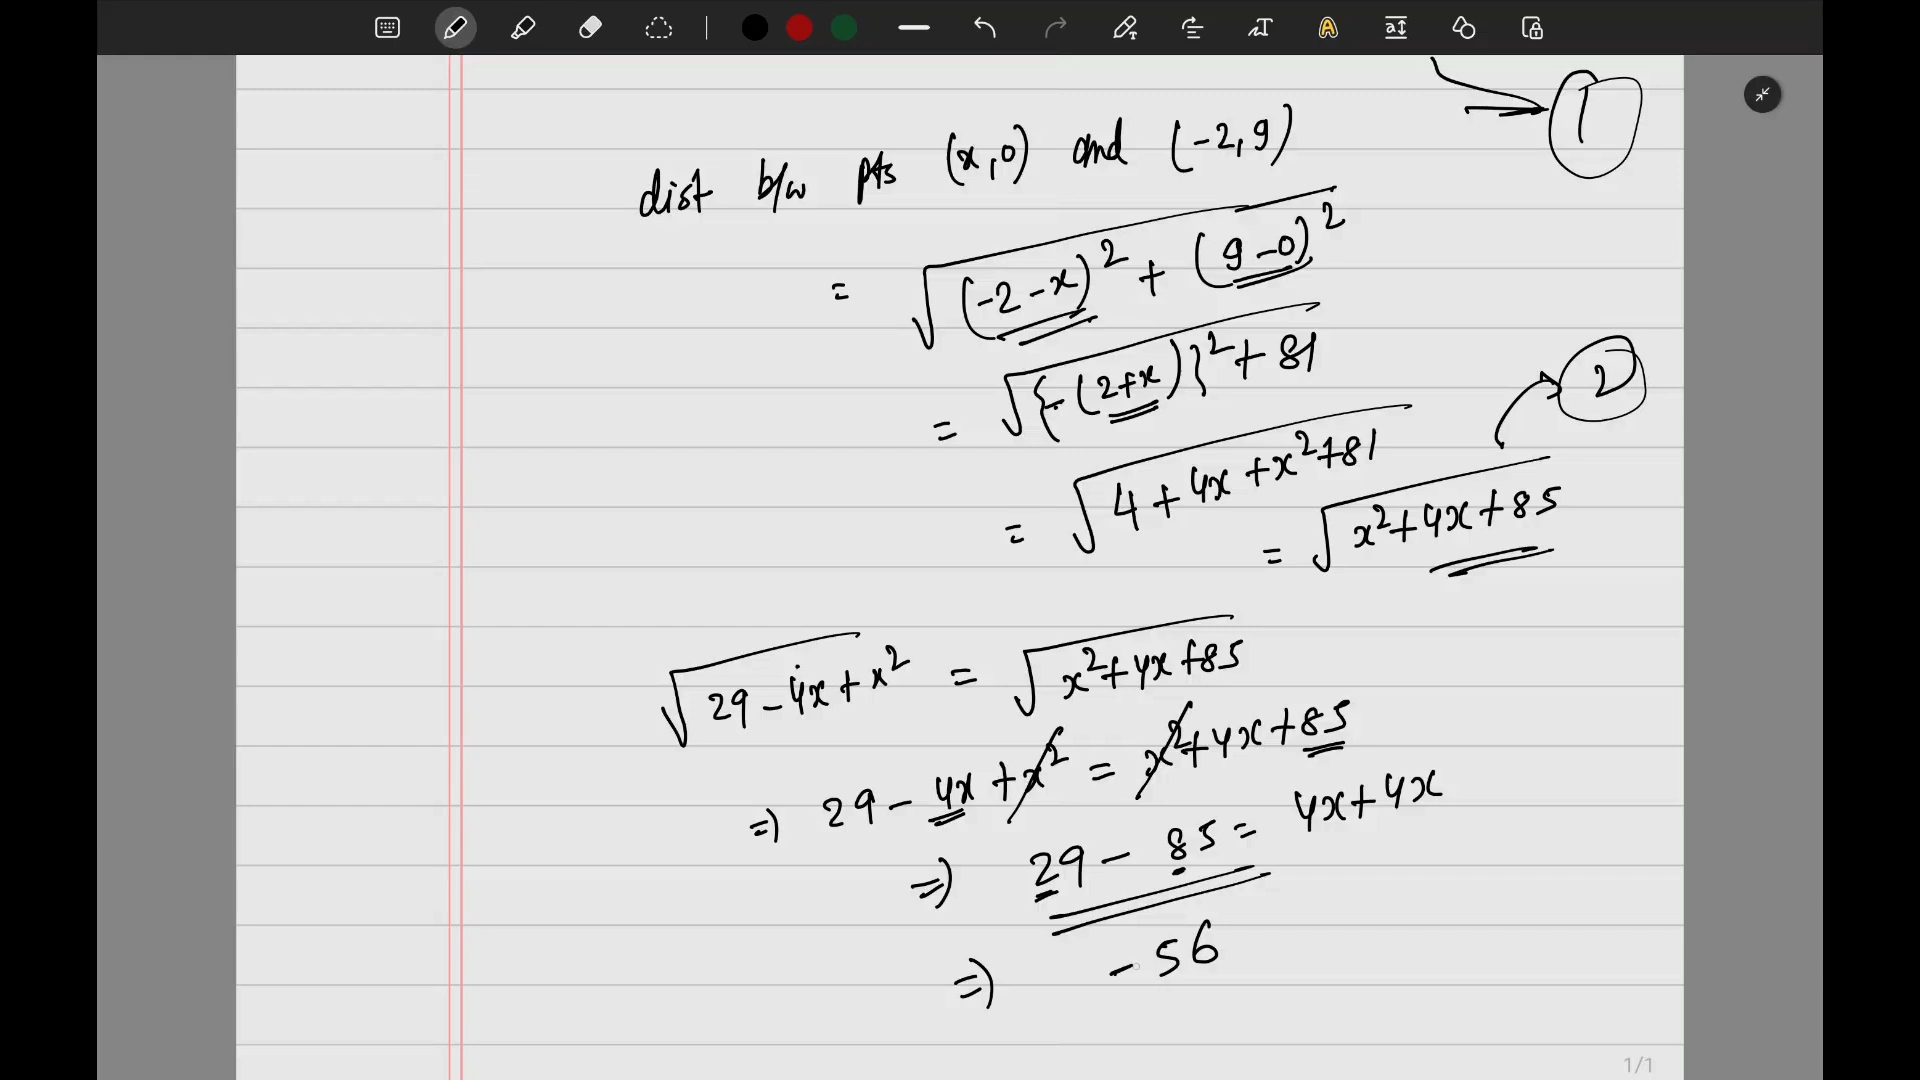 1
dist b/w pts (x,0) and (-2,9)
= √((-2-x)² + (9-0)²)
= √({-(2+x)}² + 81)
2
= √(4+4x+x²+81)
= √(x²+4x+85)
√(29-4x+x²) = √(x²+4x+85)
⇒ 29-4x+x² = x²+4x+85
⇒ 29-85 = 4x+4x
⇒ -56
1/1